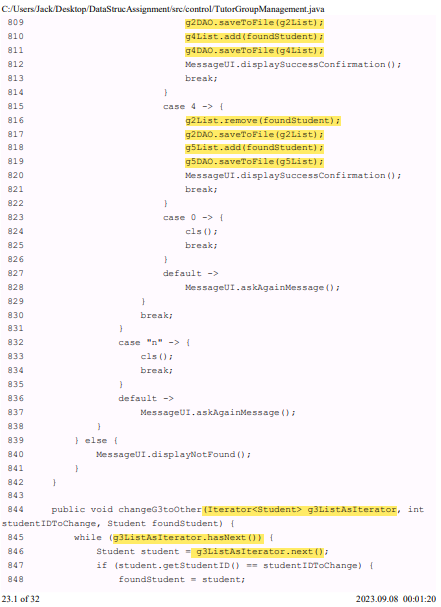 C:/Users/Jack/Desktop/DataStrucAssignment/src/control/TutorGroupManagement.java
809 g2DAO.saveToFile(g2List);
810 g4List.add(foundStudent);
811 g4DAO.saveToFile(g4List);
812 MessageUI.displaySuccessConfirmation();
813 break;
814 }
815 case 4 -> {
816 g2List.remove(foundStudent);
817 g2DAO.saveToFile(g2List);
818 g5List.add(foundStudent);
819 g5DAO.saveToFile(g5List);
820 MessageUI.displaySuccessConfirmation();
821 break;
822 }
823 case 0 -> {
824 cls();
825 break;
826 }
827 default ->
828 MessageUI.askAgainMessage();
829 }
830 break;
831 }
832 case "n" -> {
833 cls();
834 break;
835 }
836 default ->
837 MessageUI.askAgainMessage();
838 }
839 } else {
840 MessageUI.displayNotFound();
841 }
842 }
843
844 public void changeG3toOther(Iterator<Student> g3ListAsIterator, int
studentIDToChange, Student foundStudent) {
845 while (g3ListAsIterator.hasNext()) {
846 Student student = g3ListAsIterator.next();
847 if (student.getStudentID() == studentIDToChange) {
848 foundStudent = student;
23.1 of 32 2023.09.08 00:01:20